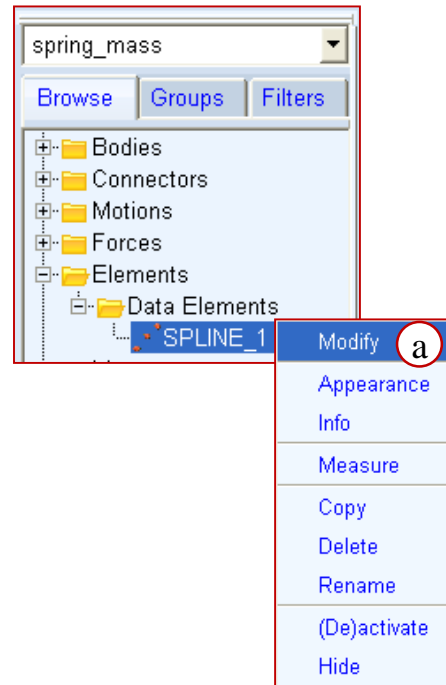 spring_mass
Browse Groups Filters
Bodies
Connectors
Motions
Forces
Elements
Data Elements
SPLINE_1
Modify a
Appearance
Info
Measure
Copy
Delete
Rename
(De)activate
Hide